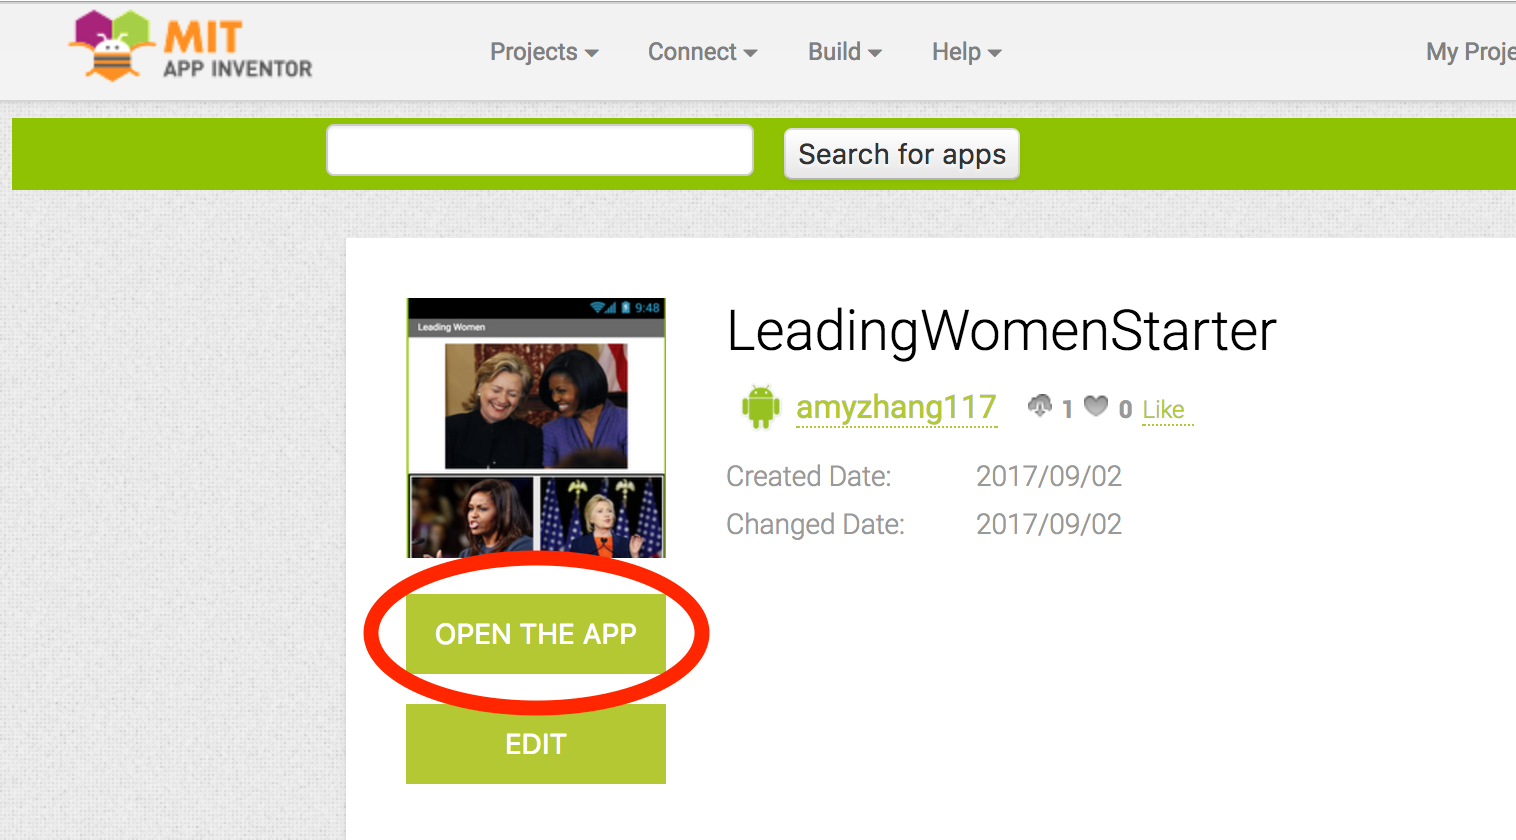 MIT
APP INVENTOR
Projects
Connect
Build
Help
My Proje
Search for apps
9:48
Leading Women
LeadingWomenStarter
amyzhang117
1
0
Like
Created Date: 2017/09/02
Changed Date: 2017/09/02
OPEN THE APP
EDIT